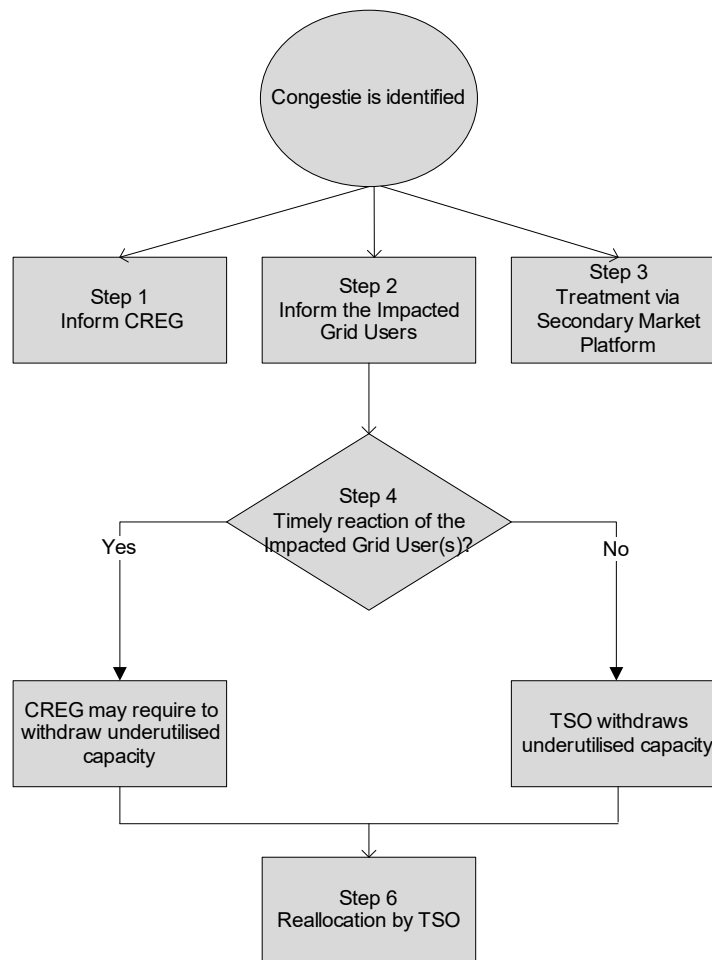 Congestie is identified
Step 1
Inform CREG
Step 2
Inform the Impacted
Grid Users
Step 3
Treatment via
Secondary Market
Platform
Step 4
Timely reaction of the
Impacted Grid User(s)?
Yes
No
CREG may require to
withdraw underutilised
capacity
TSO withdraws
underutilised capacity
Step 6
Reallocation by TSO